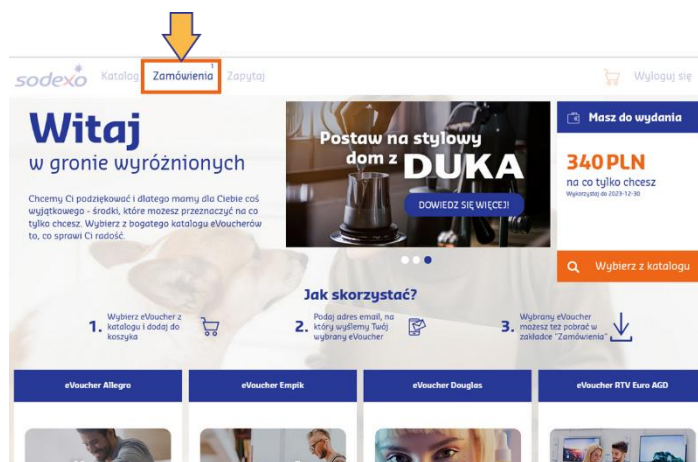 sodexo
Katalog
Zamówienia
1
Zapytaj
Wyloguj się
Witaj
w gronie wyróżnionych
Chcemy Ci podziękować i dlatego mamy dla Ciebie coś
wyjątkowego - środki, które możesz przeznaczyć na co
tylko chcesz. Wybierz z bogatego katalogu eVoucherów
to, co sprawi Ci radość.
Postaw na stylowy
dom z DUKA
DOWIEDZ SIĘ WIĘCEJ!
Masz do wydania
340 PLN
na co tylko chcesz
Wykorzystaj do 2023-12-30
Wybierz z katalogu
Jak skorzystać?
1.
Wybierz eVoucher z
katalogu i dodaj do
koszyka
2.
Podaj adres email, na
który wyślemy Twój
wybrany eVoucher
3.
Wybrany eVoucher
możesz też pobrać w
zakładce "Zamówienia"
eVoucher Allegro
eVoucher Empik
eVoucher Douglas
eVoucher RTV Euro AGD